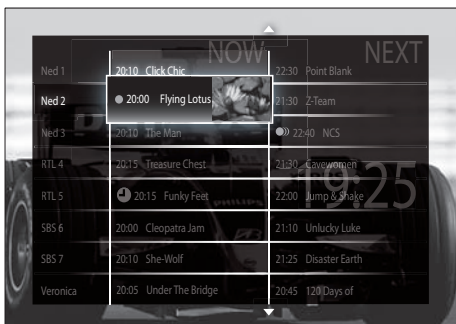 NOW NEXT
Ned 1 20:10 Click Chic 22:30 Point Blank
Ned 2 20:00 Flying Lotus 21:30 Z-Team
Ned 3 20:10 The Man 22:40 NCS
RTL 4 20:15 Treasure Chest 21:30 Cavewomen
19:25
RTL 5 20:15 Funky Feet 22:00 Jump & Shake
PHILIPS
SBS 6 20:00 Cleopatra Jam 21:10 Unlucky Luke
SBS 7 20:10 She-Wolf 21:25 Disaster Earth
Veronica 20:05 Under The Bridge 20:45 120 Days of